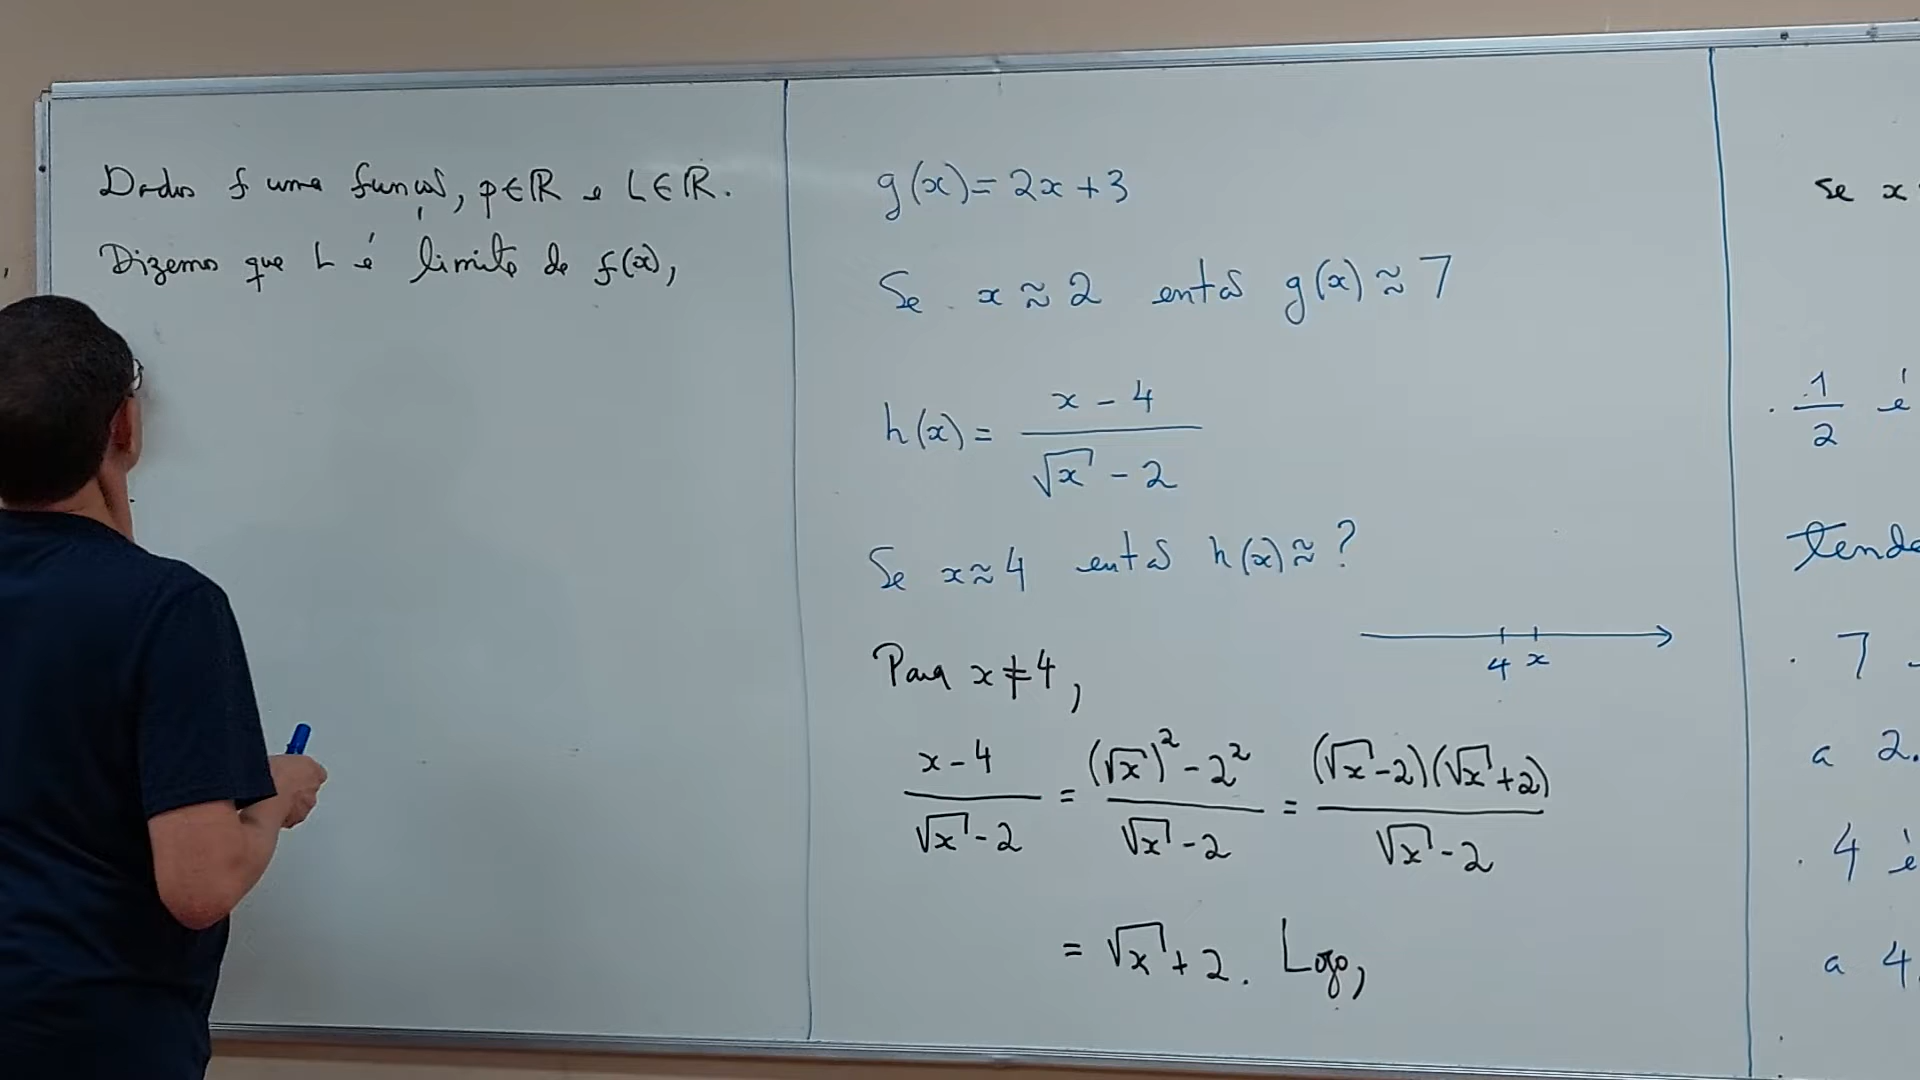 Dados f uma função, p∈ℝ e L∈ℝ.
Dizemos que L é limite de f(x),
g(x) = 2x + 3
Se x ≈ 2 então g(x) ≈ 7
h(x) = (x - 4)/(√x - 2)
Se x ≈ 4 então h(x) ≈ ?
4 x
Para x ≠ 4,
(x - 4)/(√x - 2) = ((√x)² - 2²)/(√x - 2) = ((√x - 2)(√x + 2))/(√x - 2)
= √x + 2. Logo,
Se x
. 1/2 é
tende
. 7
a 2.
. 4 é
a 4.